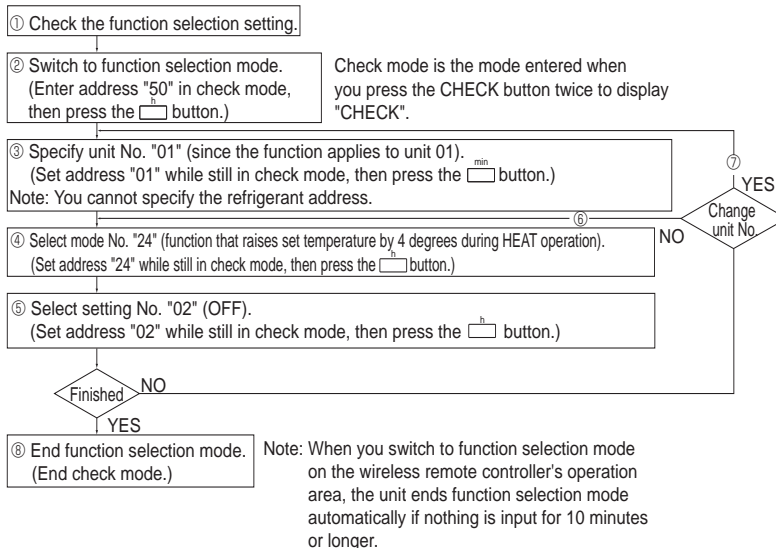 ① Check the function selection setting.
② Switch to function selection mode.
(Enter address "50" in check mode,
then press the h button.)
Check mode is the mode entered when
you press the CHECK button twice to display
"CHECK".
③ Specify unit No. "01" (since the function applies to unit 01).
(Set address "01" while still in check mode, then press the min button.)
Note: You cannot specify the refrigerant address.
⑦
YES
Change
unit No.
⑥
NO
④ Select mode No. "24" (function that raises set temperature by 4 degrees during HEAT operation).
(Set address "24" while still in check mode, then press the h button.)
⑤ Select setting No. "02" (OFF).
(Set address "02" while still in check mode, then press the h button.)
Finished
NO
YES
⑧ End function selection mode.
(End check mode.)
Note: When you switch to function selection mode
on the wireless remote controller's operation
area, the unit ends function selection mode
automatically if nothing is input for 10 minutes
or longer.